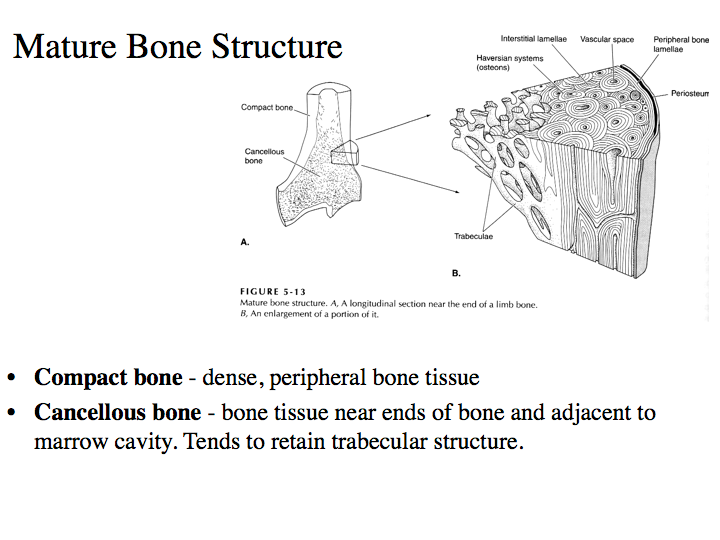 Mature Bone Structure
Interstitial lamellae
Vascular space
Peripheral bone
lamellae
Haversian systems
(osteons)
Periosteum
Compact bone
Cancellous
bone
Trabeculae
A.
B.
FIGURE 5-13
Mature bone structure. A, A longitudinal section near the end of a limb bone.
B, An enlargement of a portion of it.
• Compact bone - dense, peripheral bone tissue
• Cancellous bone - bone tissue near ends of bone and adjacent to
marrow cavity. Tends to retain trabecular structure.